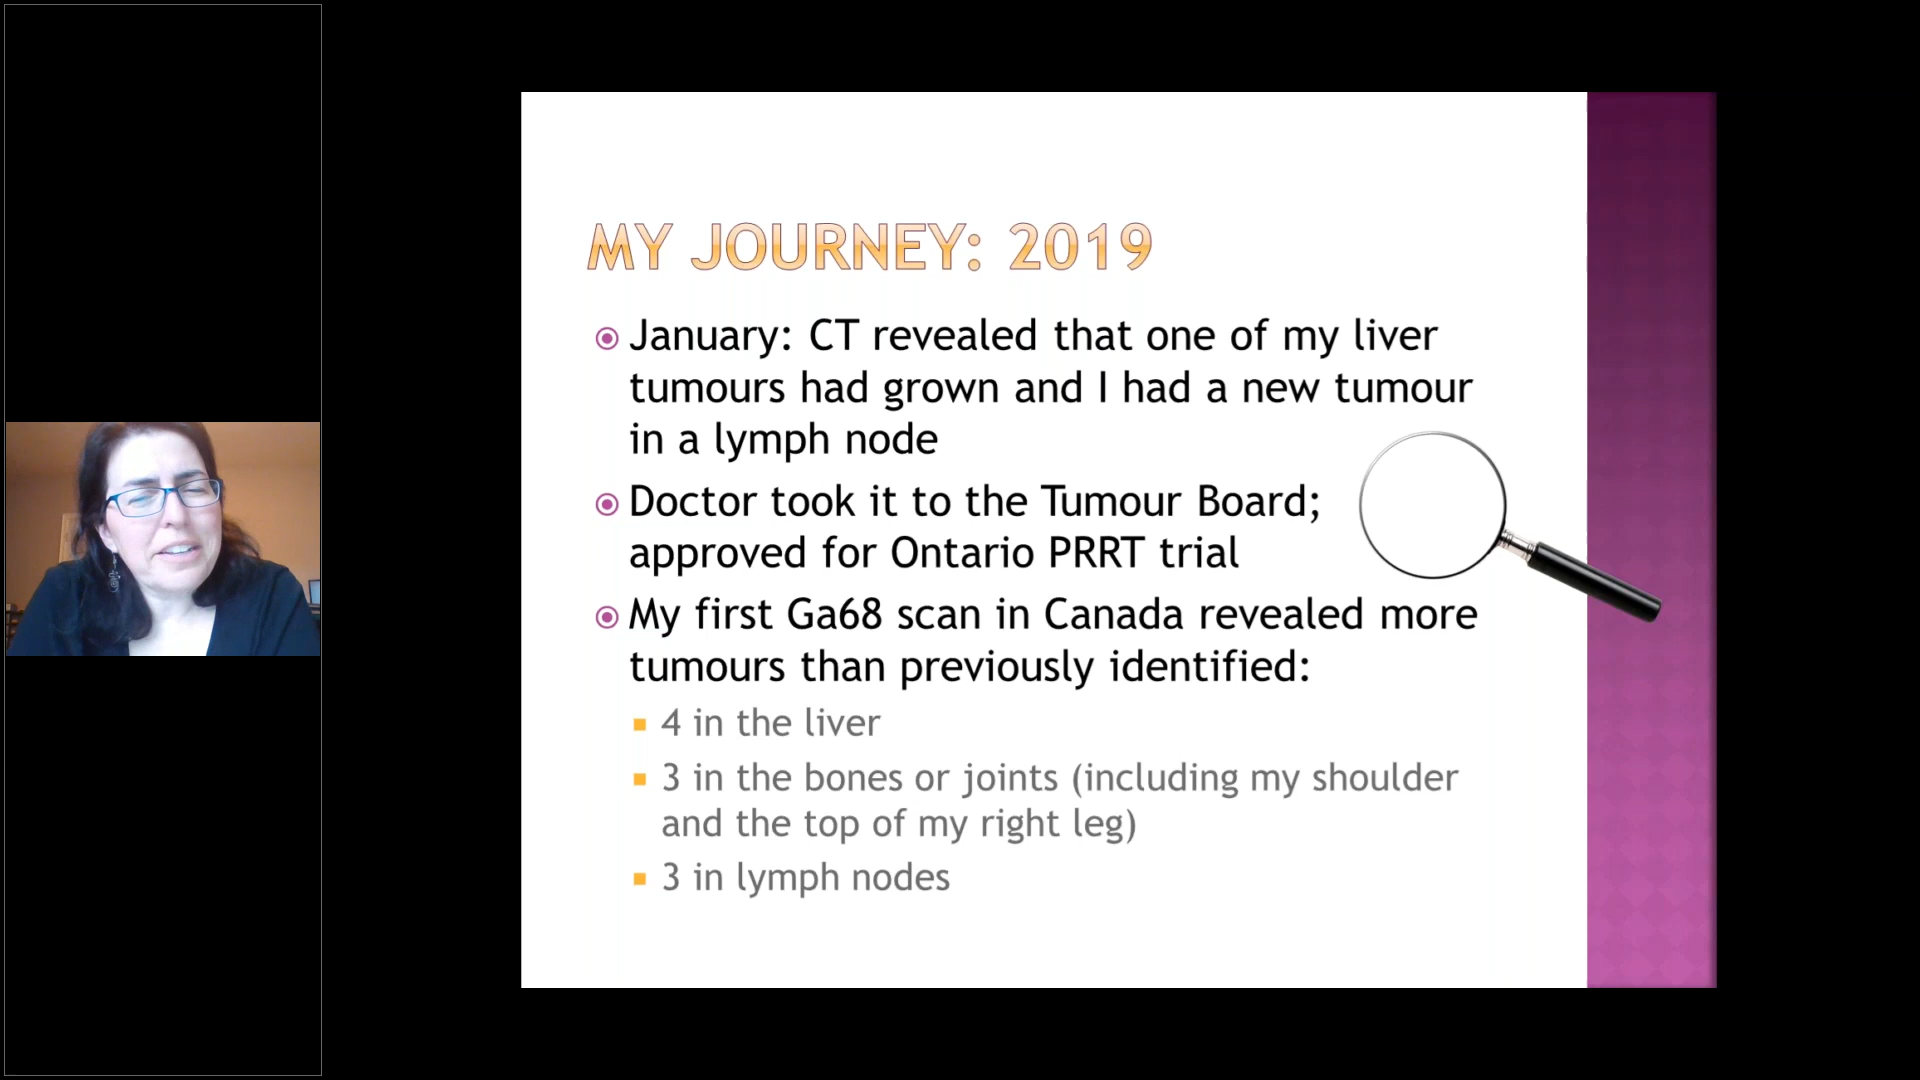 MY JOURNEY: 2019
January: CT revealed that one of my liver
tumours had grown and I had a new tumour
in a lymph node
Doctor took it to the Tumour Board;
approved for Ontario PRRT trial
My first Ga68 scan in Canada revealed more
tumours than previously identified:
4 in the liver
3 in the bones or joints (including my shoulder
and the top of my right leg)
3 in lymph nodes